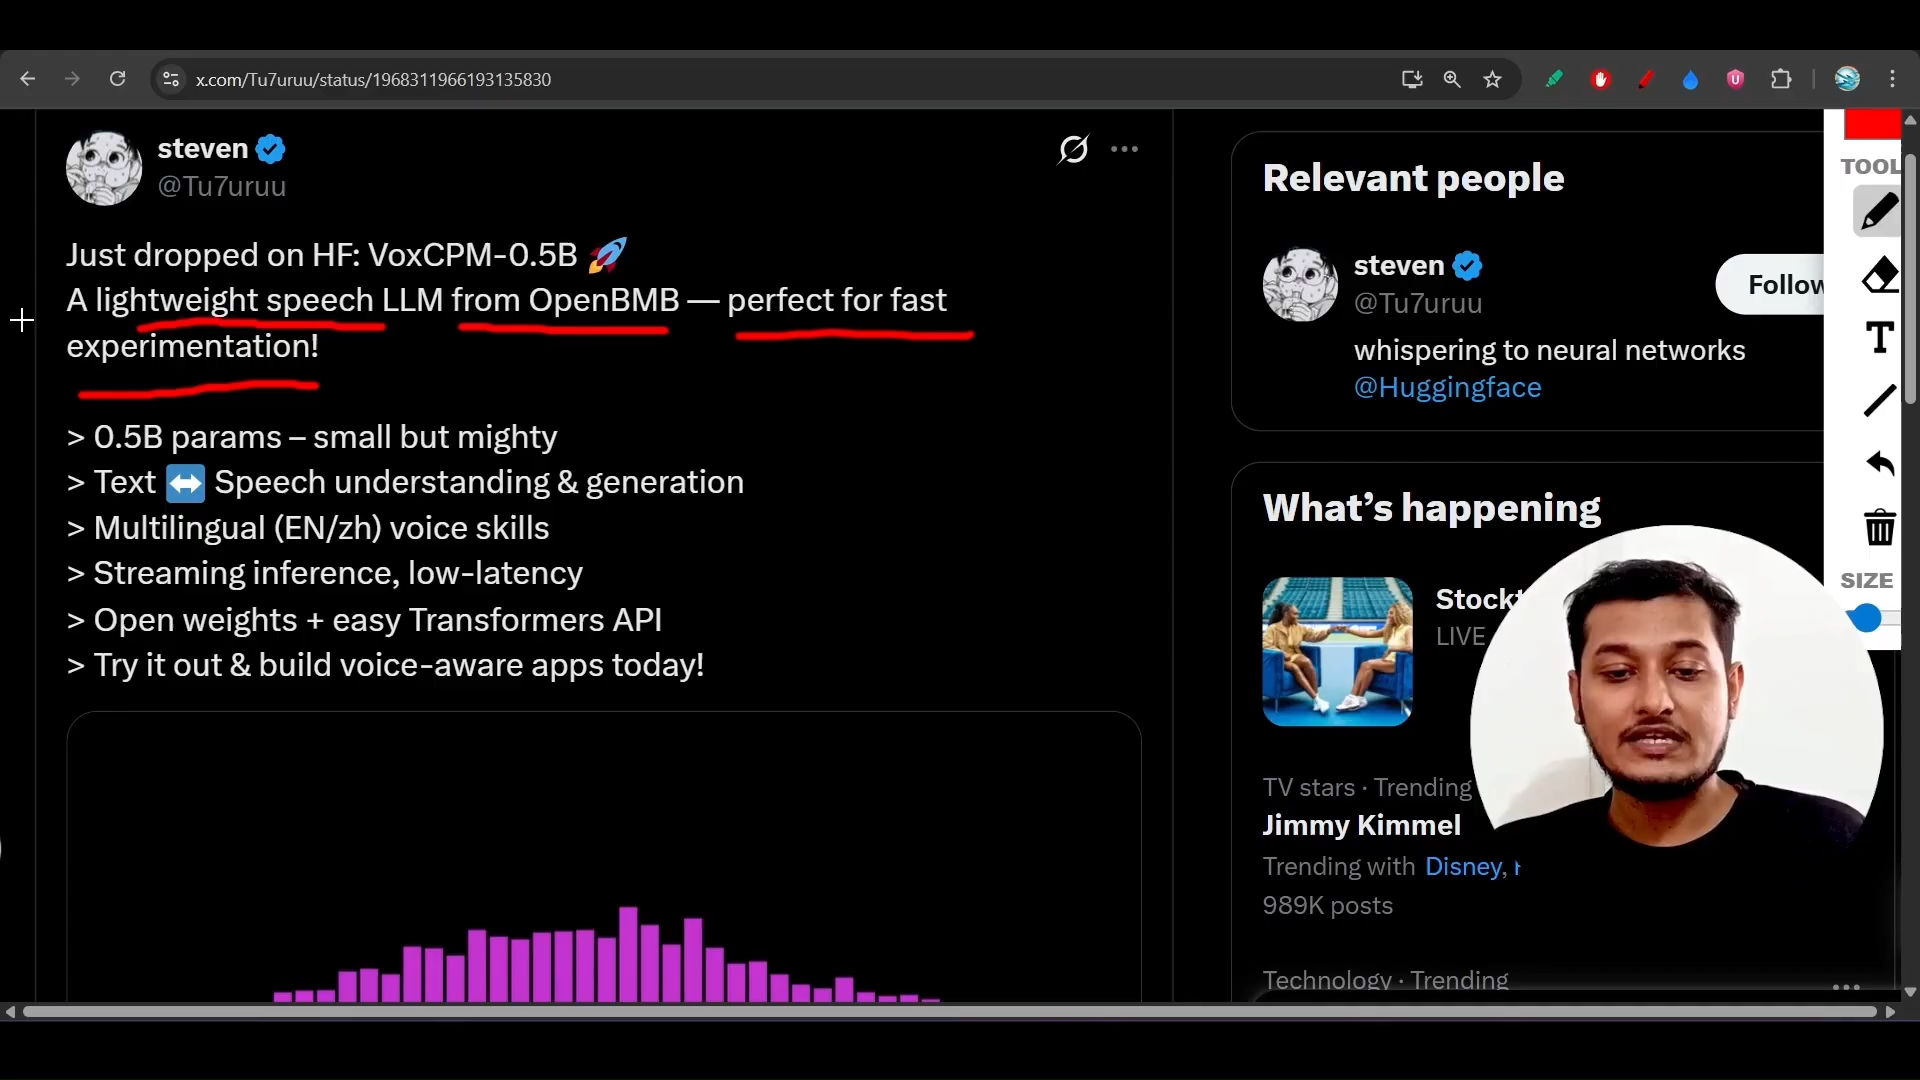 x.com/Tu7uruu/status/1968311966193135830
steven
@Tu7uruu
Just dropped on HF: VoxCPM-0.5B 🚀
A lightweight speech LLM from OpenBMB — perfect for fast
experimentation!
> 0.5B params – small but mighty
> Text ↔️ Speech understanding & generation
> Multilingual (EN/zh) voice skills
> Streaming inference, low-latency
> Open weights + easy Transformers API
> Try it out & build voice-aware apps today!
Relevant people
steven
@Tu7uruu
Follow
whispering to neural networks
@Huggingface
What's happening
LIVE
TV stars · Trending
Jimmy Kimmel
Trending with Disney,
989K posts
Technology · Trending
TOOL
T
SIZE